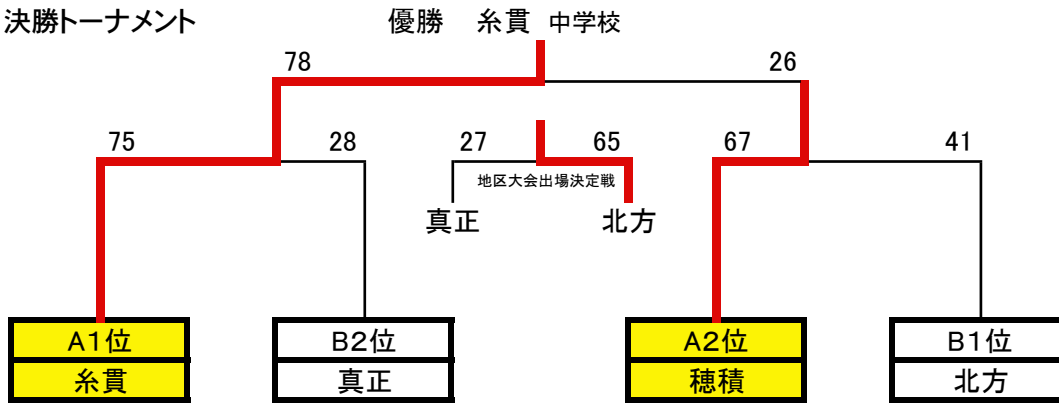 決勝トーナメント 優勝 糸貫 中学校
78 26
75 28 27 65 67 41
地区大会出場決定戦
真正 北方
A1位 B2位 A2位 B1位
糸貫 真正 穂積 北方